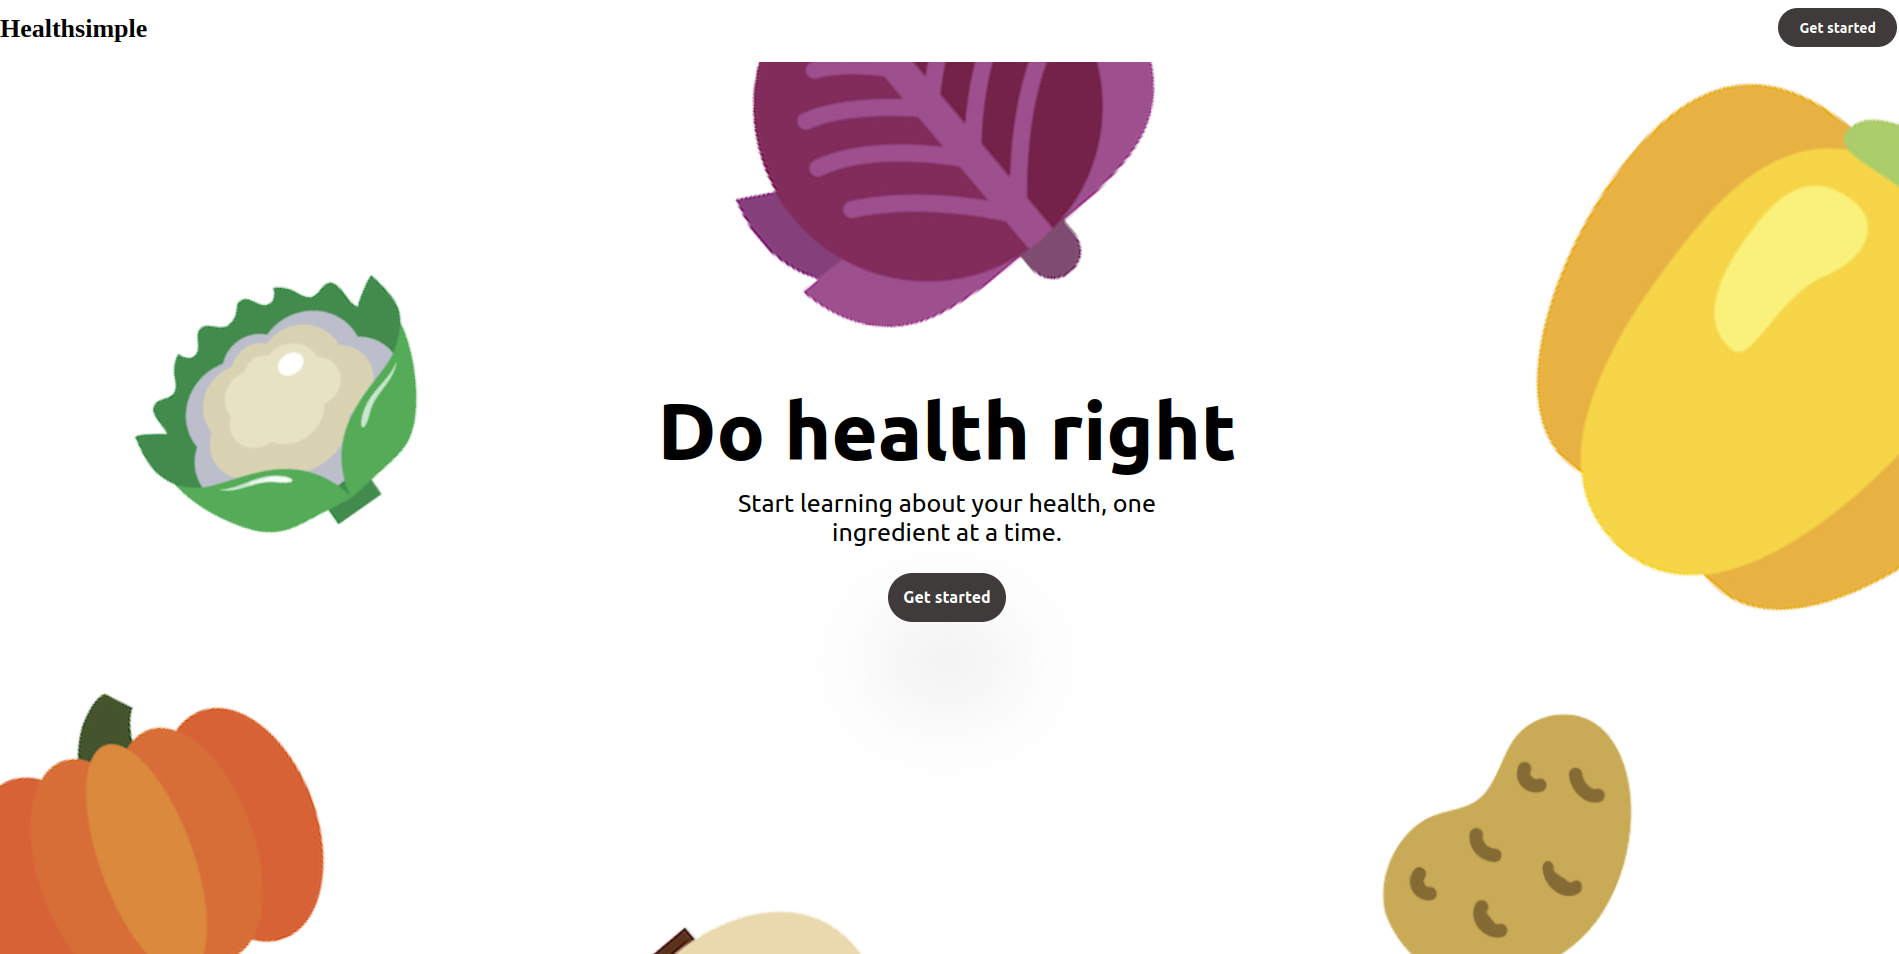 Healthsimple
Get started
Do health right
Start learning about your health, one
ingredient at a time.
Get started